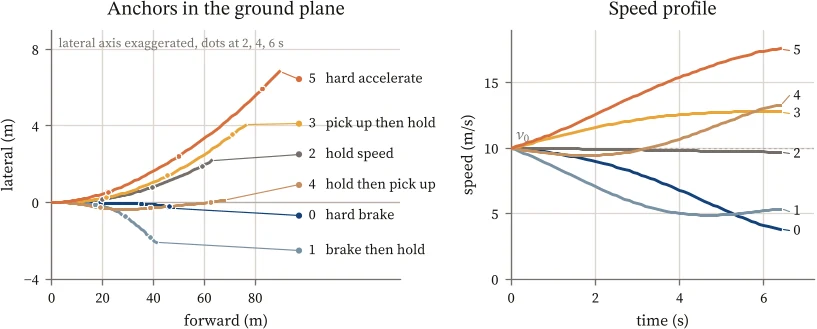 Anchors in the ground plane
lateral axis exaggerated, dots at 2, 4, 6 s
8
4
0
−4
lateral (m)
0
20
40
60
80
forward (m)
5 hard accelerate
3 pick up then hold
2 hold speed
4 hold then pick up
0 hard brake
1 brake then hold
Speed profile
15
10
5
0
speed (m/s)
v0
0
2
4
6
time (s)
5
4
3
2
1
0